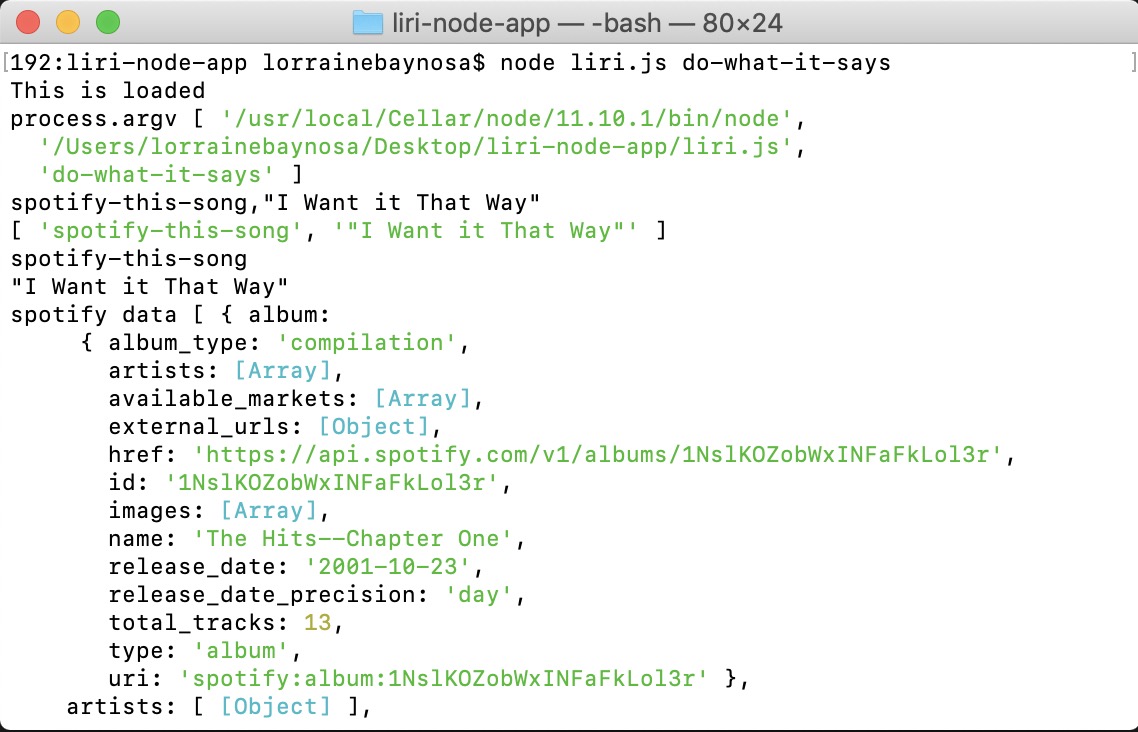 liri-node-app — -bash — 80×24
[192:liri-node-app lorrainebaynosa$ node liri.js do-what-it-says ]
This is loaded
process.argv [ '/usr/local/Cellar/node/11.10.1/bin/node',
  '/Users/lorrainebaynosa/Desktop/liri-node-app/liri.js',
  'do-what-it-says' ]
spotify-this-song,"I Want it That Way"
[ 'spotify-this-song', '"I Want it That Way"' ]
spotify-this-song
"I Want it That Way"
spotify data [ { album:
     { album_type: 'compilation',
       artists: [Array],
       available_markets: [Array],
       external_urls: [Object],
       href: 'https://api.spotify.com/v1/albums/1NslKOZobWxINFaFkLol3r',
       id: '1NslKOZobWxINFaFkLol3r',
       images: [Array],
       name: 'The Hits--Chapter One',
       release_date: '2001-10-23',
       release_date_precision: 'day',
       total_tracks: 13,
       type: 'album',
       uri: 'spotify:album:1NslKOZobWxINFaFkLol3r' },
    artists: [ [Object] ],